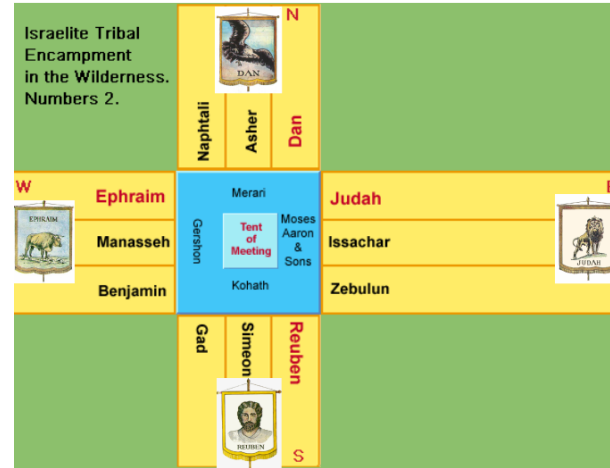 Israelite Tribal
Encampment
in the Wilderness.
Numbers 2.
N
DAN
Naphtali
Asher
Dan
W
Ephraim
Manasseh
Benjamin
EPHRAIM
Merari
Gershon
Tent
of
Meeting
Moses
Aaron
&
Sons
Kohath
Judah
Issachar
Zebulun
E
JUDAH
Gad
Simeon
Reuben
REUBEN
S